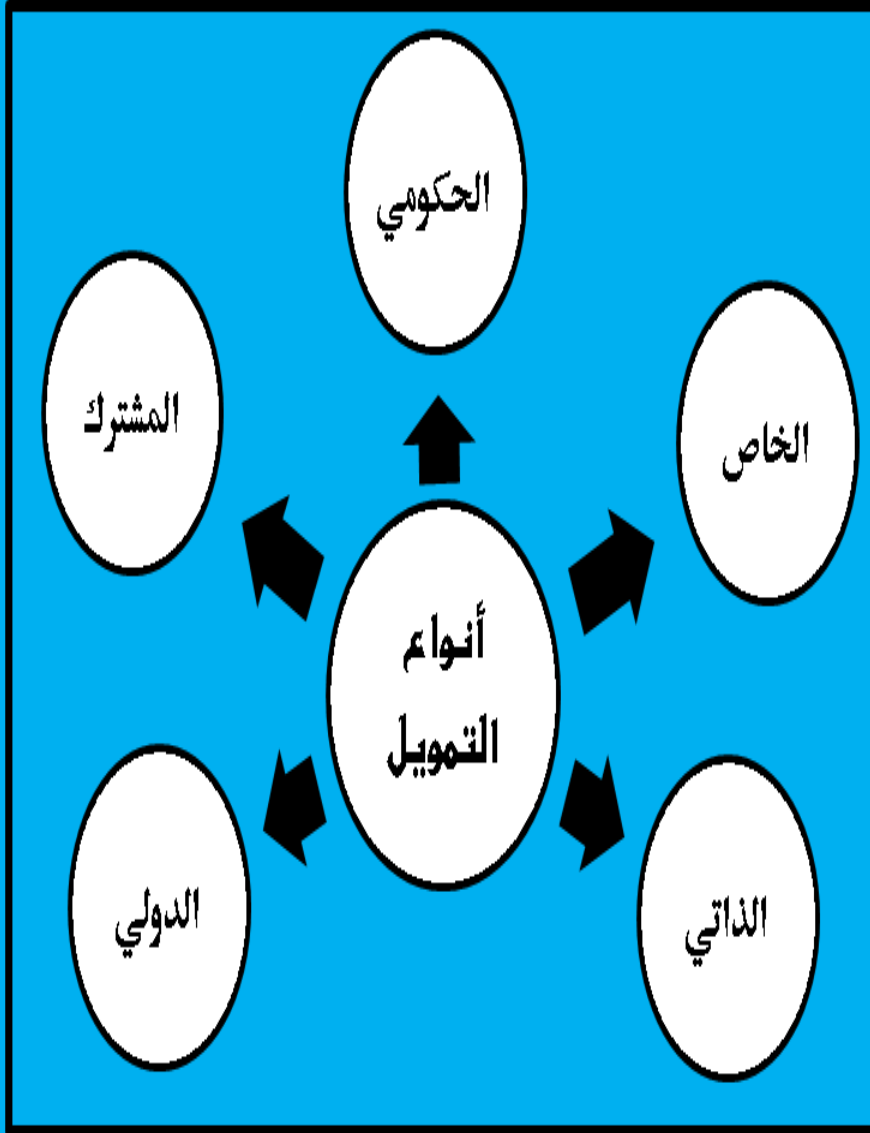 الحكومي
المشترك
الخاص
أنواع
التمويل
الدولي
الذاتي